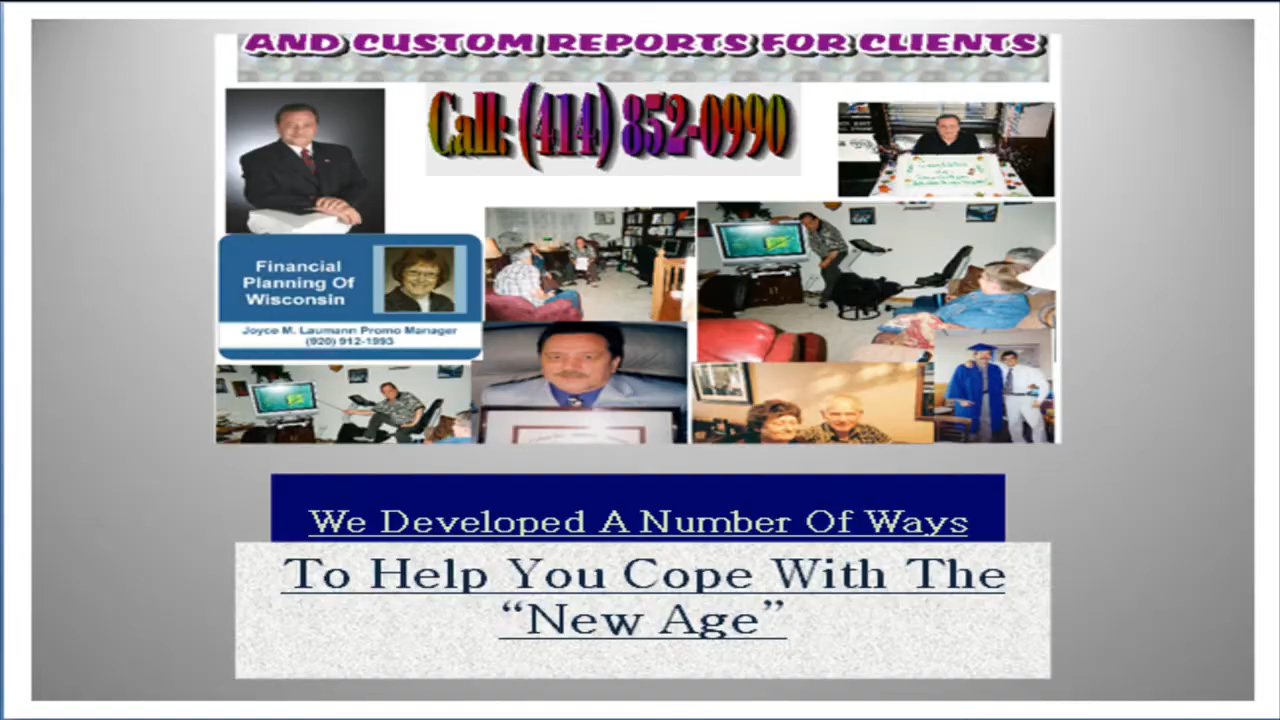 AND CUSTOM REPORTS FOR CLIENTS
Call: (414) 852-0990
Financial
Planning Of
Wisconsin
Joyce M. Laumann Promo Manager
(920) 912-1993
We Developed A Number Of Ways
To Help You Cope With The
“New Age”